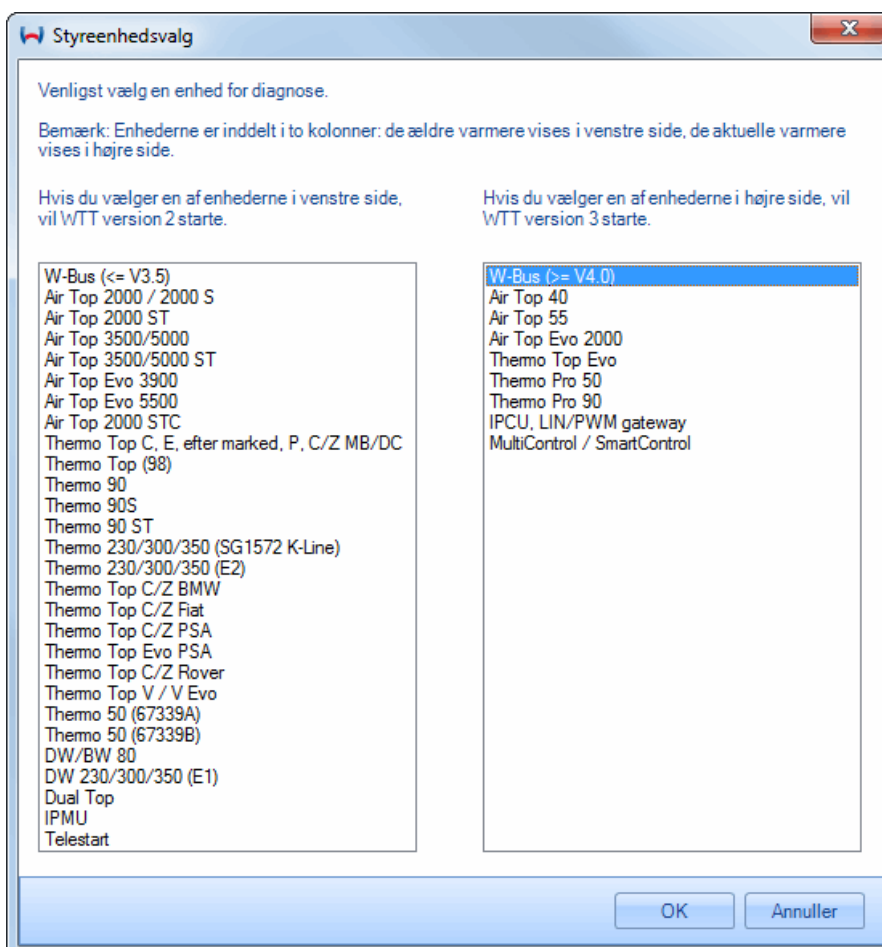 Styreenhedsvalg
Venligst vælg en enhed for diagnose.
Bemærk: Enhederne er inddelt i to kolonner: de ældre varmere vises i venstre side, de aktuelle varmere
vises i højre side.
Hvis du vælger en af enhederne i venstre side,
vil WTT version 2 starte.
W-Bus (<= V3.5)
Air Top 2000 / 2000 S
Air Top 2000 ST
Air Top 3500/5000
Air Top 3500/5000 ST
Air Top Evo 3900
Air Top Evo 5500
Air Top 2000 STC
Thermo Top C, E, efter marked, P, C/Z MB/DC
Thermo Top (98)
Thermo 90
Thermo 90S
Thermo 90 ST
Thermo 230/300/350 (SG1572 K-Line)
Thermo 230/300/350 (E2)
Thermo Top C/Z BMW
Thermo Top C/Z Fiat
Thermo Top C/Z PSA
Thermo Top Evo PSA
Thermo Top C/Z Rover
Thermo Top V / V Evo
Thermo 50 (67339A)
Thermo 50 (67339B)
DW/BW 80
DW 230/300/350 (E1)
Dual Top
IPMU
Telestart
Hvis du vælger en af enhederne i højre side, vil
WTT version 3 starte.
W-Bus (>= V4.0)
Air Top 40
Air Top 55
Air Top Evo 2000
Thermo Top Evo
Thermo Pro 50
Thermo Pro 90
IPCU, LIN/PWM gateway
MultiControl / SmartControl
OK
Annuller